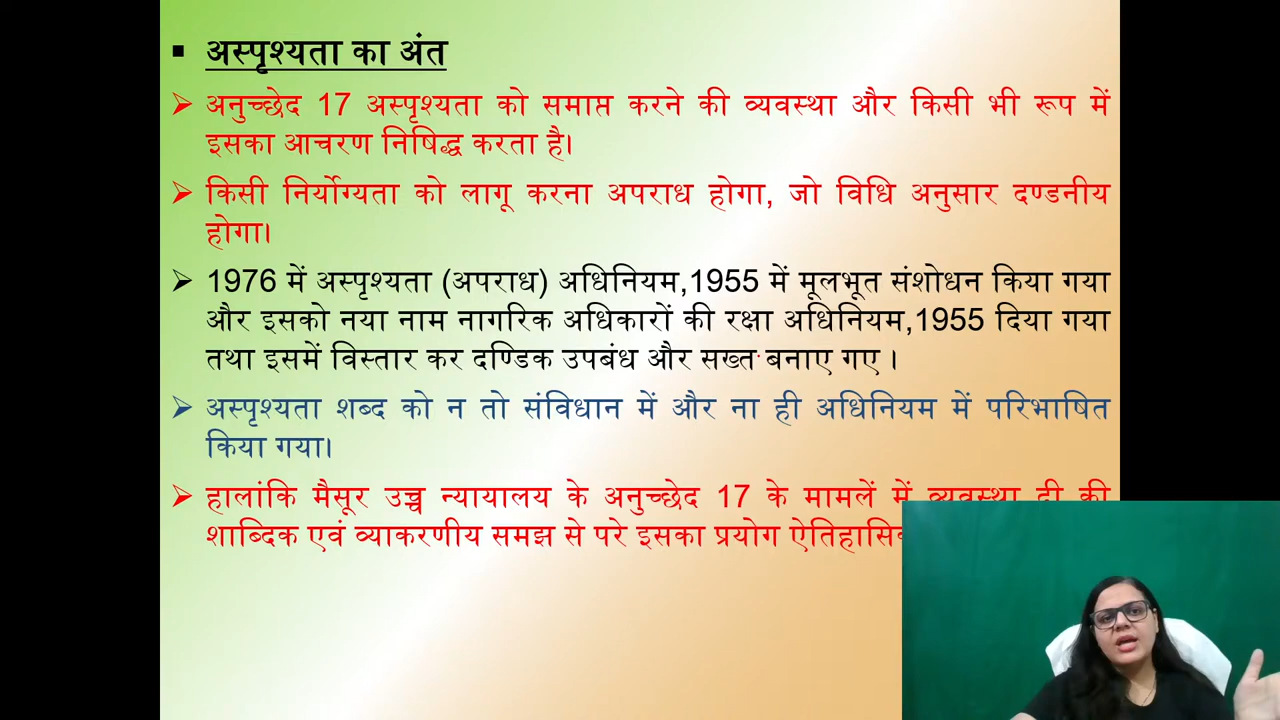 ▪ अस्पृश्यता का अंत
➢ अनुच्छेद 17 अस्पृश्यता को समाप्त करने की व्यवस्था और किसी भी रूप में
इसका आचरण निषिद्ध करता है।
➢ किसी निर्योग्यता को लागू करना अपराध होगा, जो विधि अनुसार दण्डनीय
होगा।
➢ 1976 में अस्पृश्यता (अपराध) अधिनियम,1955 में मूलभूत संशोधन किया गया
और इसको नया नाम नागरिक अधिकारों की रक्षा अधिनियम,1955 दिया गया
तथा इसमें विस्तार कर दण्डिक उपबंध और सख्त बनाए गए ।
➢ अस्पृश्यता शब्द को न तो संविधान में और ना ही अधिनियम में परिभाषित
किया गया।
➢ हालांकि मैसूर उच्च न्यायालय के अनुच्छेद 17 के मामलें में व्यवस्था दी की
शाब्दिक एवं व्याकरणीय समझ से परे इसका प्रयोग